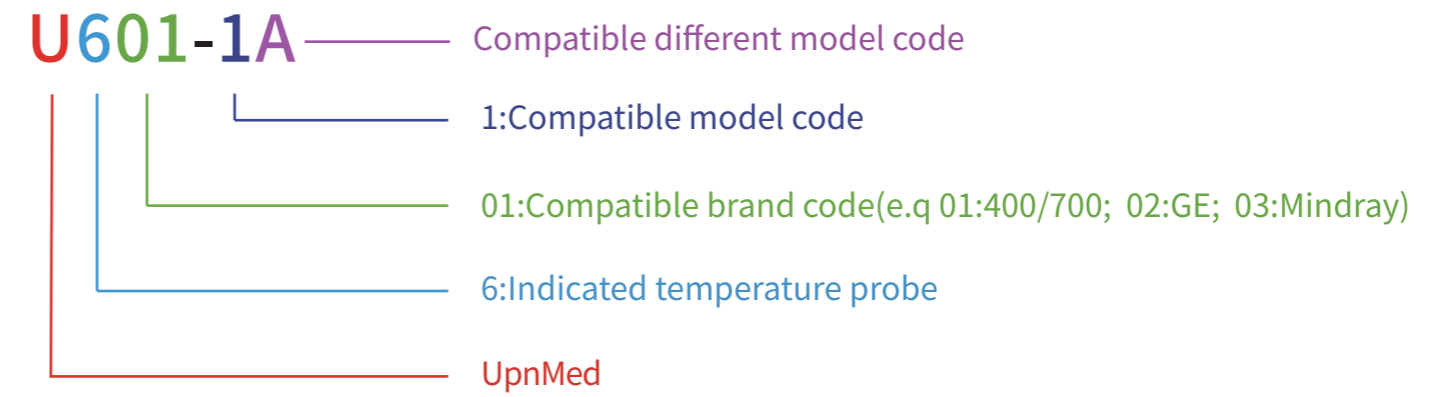 U601-1A
Compatible different model code
1:Compatible model code
01:Compatible brand code(e.q 01:400/700; 02:GE; 03:Mindray)
6:Indicated temperature probe
UpnMed